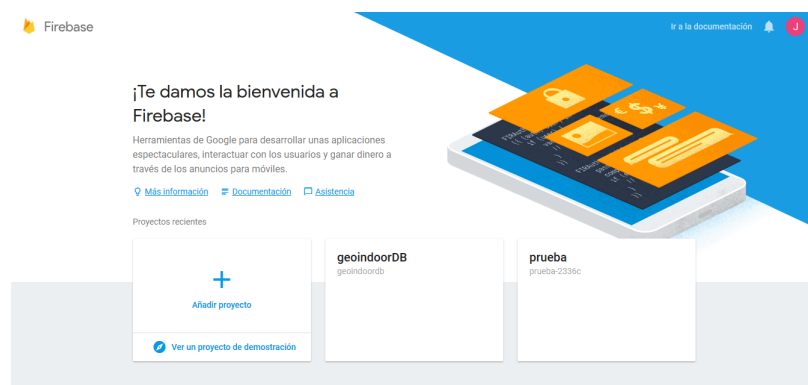 Firebase
Ir a la documentación
J
¡Te damos la bienvenida a
Firebase!
Herramientas de Google para desarrollar unas aplicaciones
espectaculares, interactuar con los usuarios y ganar dinero a
través de los anuncios para móviles.
Más información Documentación Asistencia
Proyectos recientes
Añadir proyecto
Ver un proyecto de demostración
geoindoorDB
geoindoordb
prueba
prueba-2336c